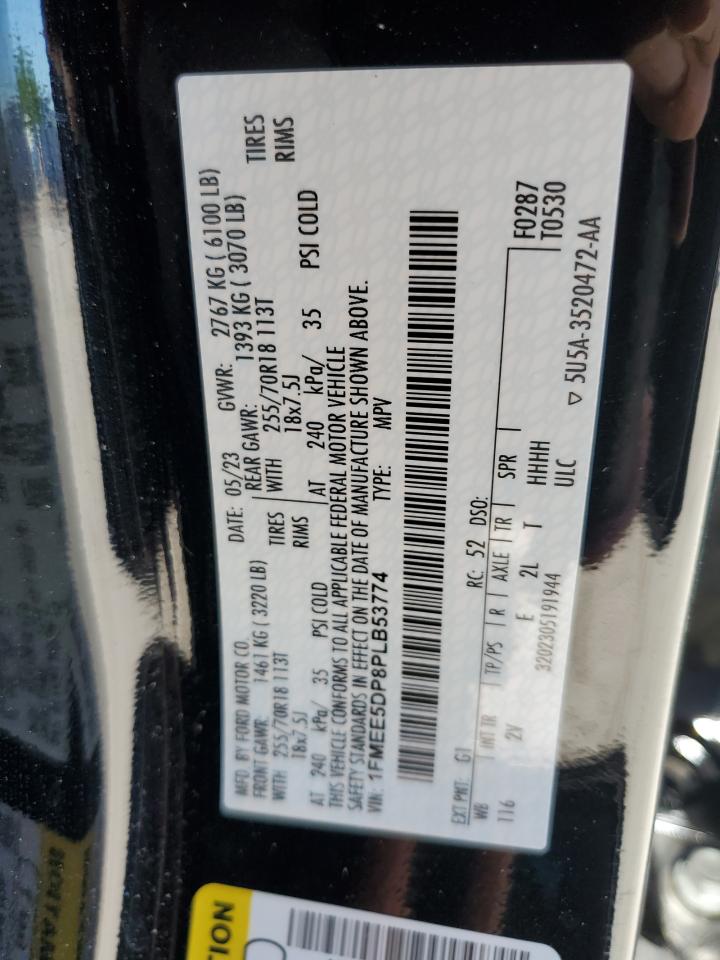 MFD BY FORD MOTOR CO. DATE: 05/23 GVWR: 2767 KG ( 6100 LB)
FRONT GAWR: 1461 KG ( 3220 LB) REAR GAWR: 1393 KG ( 3070 LB)
WITH 255/70R18 113T TIRES WITH 255/70R18 113T TIRES
18x7.5J RIMS 18x7.5J RIMS
AT 240 kPa/ 35 PSI COLD AT 240 kPa/ 35 PSI COLD
THIS VEHICLE CONFORMS TO ALL APPLICABLE FEDERAL MOTOR VEHICLE
SAFETY STANDARDS IN EFFECT ON THE DATE OF MANUFACTURE SHOWN ABOVE.
VIN: 1FMEE5DP8PLB53774 TYPE: MPV
EXT PNT: G1 RC: 52 DSO: F0287
WB INT TR TP/PS R AXLE TR SPR T0530
116 2V E 2L T HHHH
3202305191944 ULC ▽ 5U5A-3520472-AA
TION